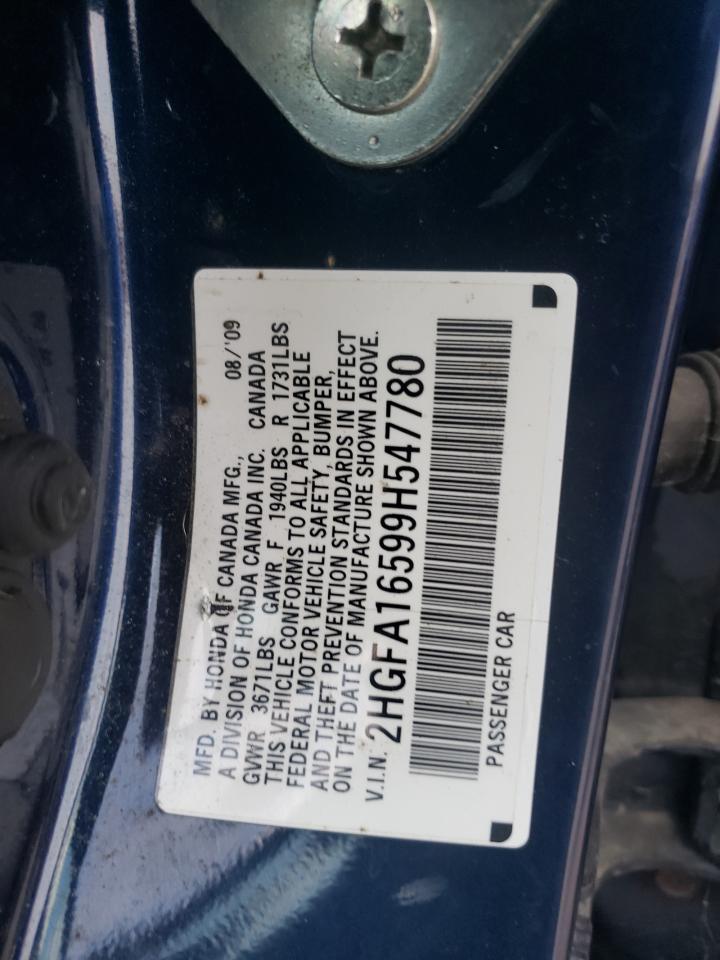 MFD. BY HONDA OF CANADA MFG., 08/'09
A DIVISION OF HONDA CANADA INC. CANADA
GVWR 3671LBS GAWR F 1940LBS R 1731LBS
THIS VEHICLE CONFORMS TO ALL APPLICABLE
FEDERAL MOTOR VEHICLE SAFETY, BUMPER,
AND THEFT PREVENTION STANDARDS IN EFFECT
ON THE DATE OF MANUFACTURE SHOWN ABOVE.
V.I.N. 2HGFA16599H547780
PASSENGER CAR